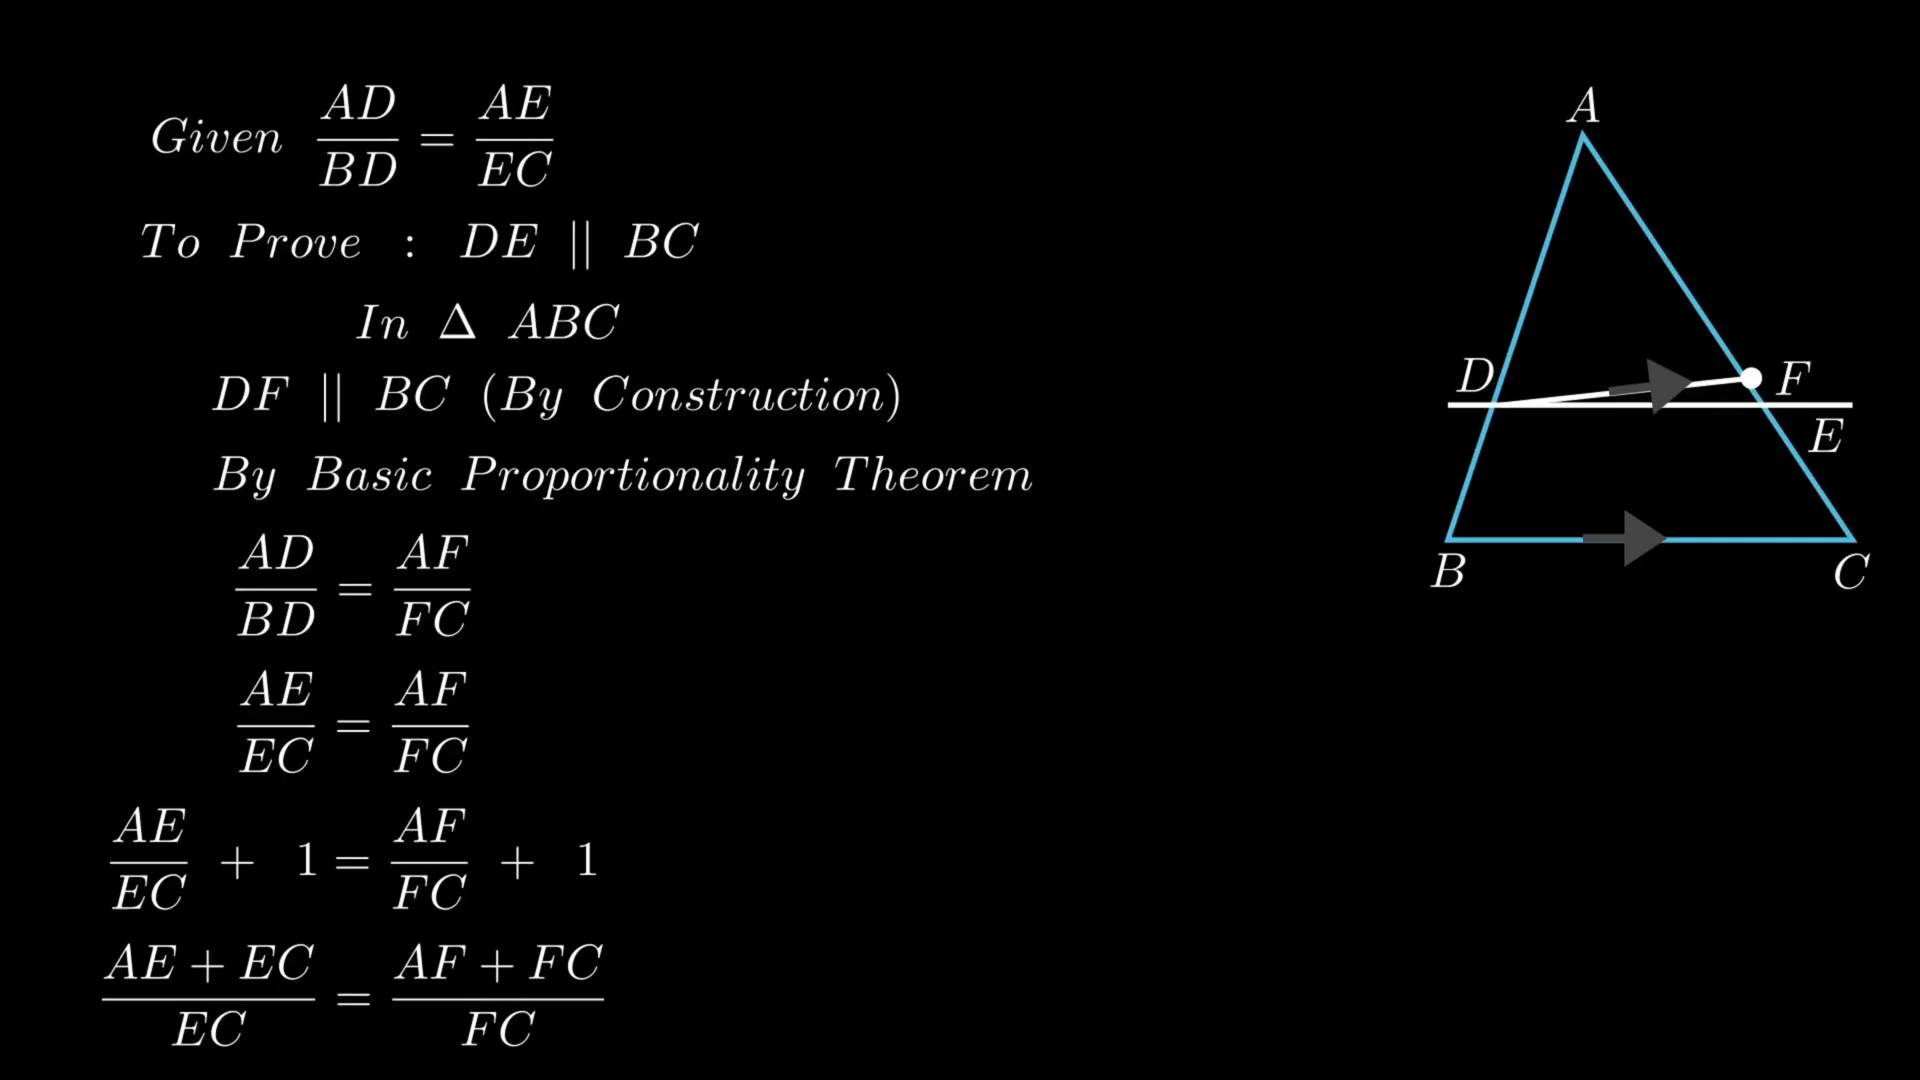 Given AD/BD = AE/EC
To Prove : DE || BC
In Δ ABC
DF || BC (By Construction)
By Basic Proportionality Theorem
AD/BD = AF/FC
AE/EC = AF/FC
AE/EC + 1 = AF/FC + 1
(AE + EC)/EC = (AF + FC)/FC
A
D
F
E
B
C